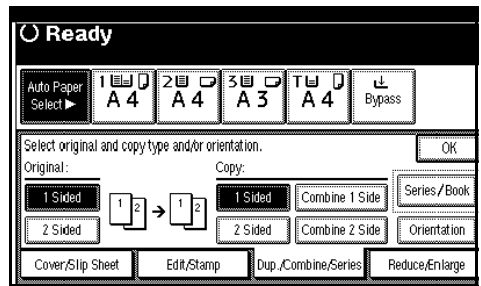 Ready
Auto Paper Select ▶
1 A4
2 A4
3 A3
T A4
Bypass
Select original and copy type and/or orientation.
OK
Original:
Copy:
1 Sided
1 2 → 1 2
1 Sided
Combine 1 Side
Series/Book
2 Sided
2 Sided
Combine 2 Side
Orientation
Cover/Slip Sheet
Edit/Stamp
Dup./Combine/Series
Reduce/Enlarge